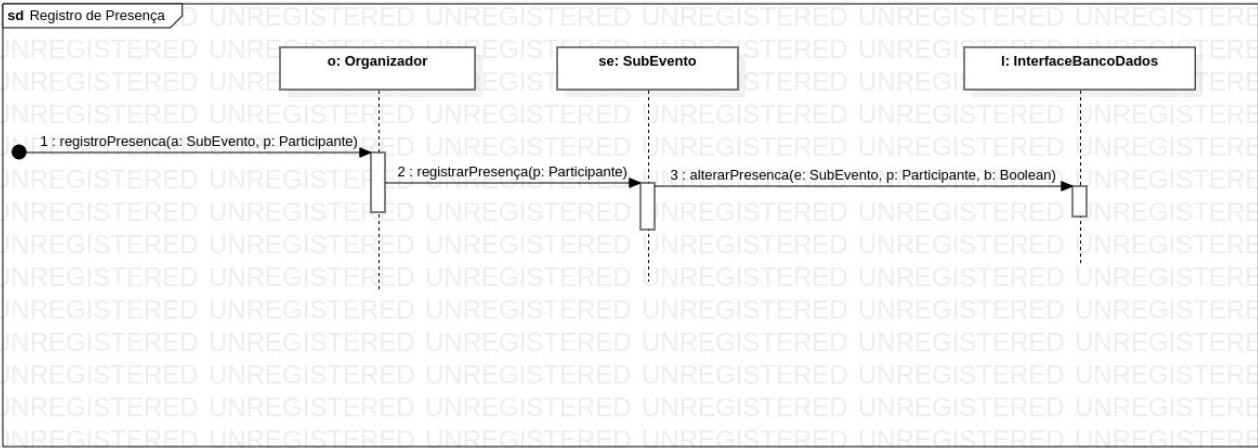 sd Registro de Presença
o: Organizador
se: SubEvento
I: InterfaceBancoDados
1 : registroPresenca(a: SubEvento, p: Participante)
2 : registrarPresença(p: Participante)
3 : alterarPresenca(e: SubEvento, p: Participante, b: Boolean)
UNREGISTERED